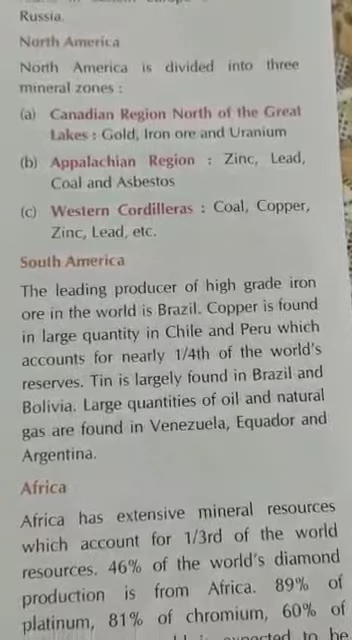 Russia.
North America
North America is divided into three
mineral zones :
(a) Canadian Region North of the Great
Lakes : Gold, Iron ore and Uranium
(b) Appalachian Region : Zinc, Lead,
Coal and Asbestos
(c) Western Cordilleras : Coal, Copper,
Zinc, Lead, etc.
South America
The leading producer of high grade iron
ore in the world is Brazil. Copper is found
in large quantity in Chile and Peru which
accounts for nearly 1/4th of the world's
reserves. Tin is largely found in Brazil and
Bolivia. Large quantities of oil and natural
gas are found in Venezuela, Equador and
Argentina.
Africa
Africa has extensive mineral resources
which account for 1/3rd of the world
resources. 46% of the world's diamond
production is from Africa. 89% of
platinum, 81% of chromium, 60% of
expected to be